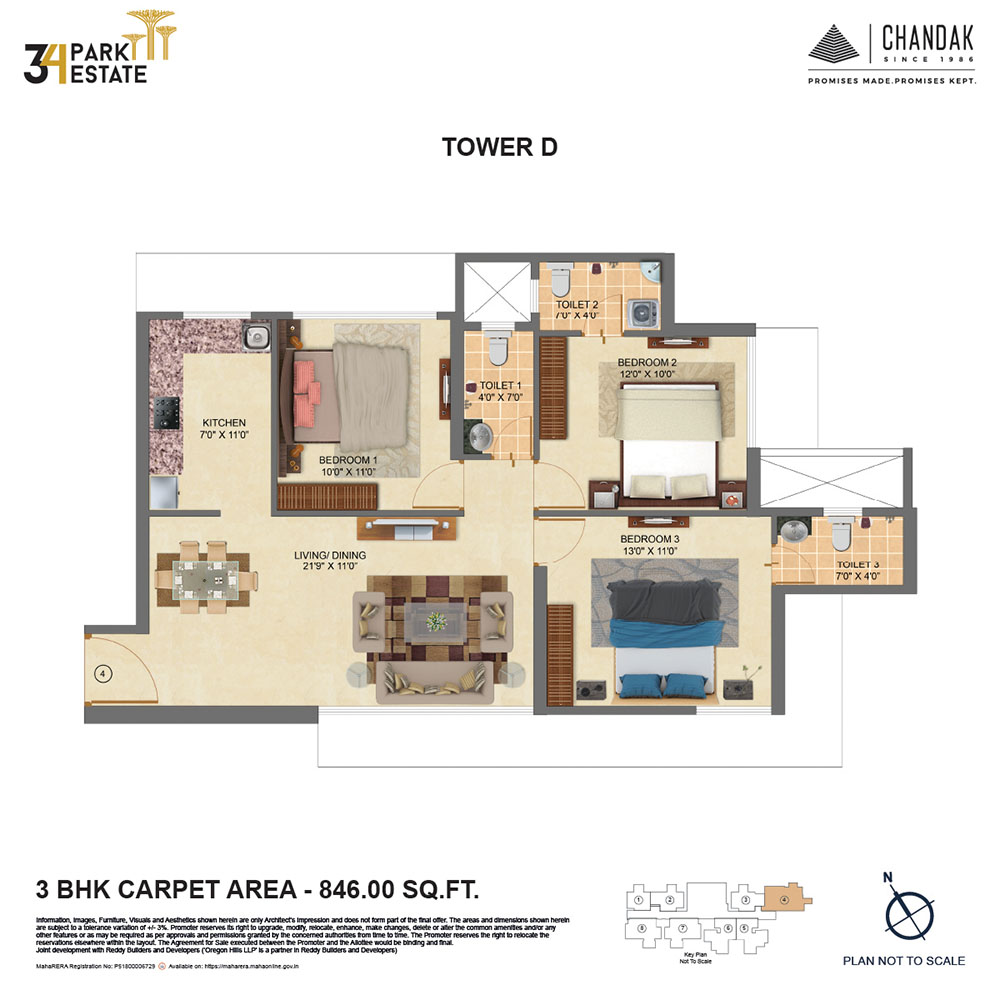 34 PARK
ESTATE
CHANDAK
SINCE 1986
PROMISES MADE.PROMISES KEPT.
TOWER D
TOILET 2
7'0" X 4'0"
BEDROOM 2
12'0" X 10'0"
TOILET 1
4'0" X 7'0"
KITCHEN
7'0" X 11'0"
BEDROOM 1
10'0" X 11'0"
BEDROOM 3
13'0" X 11'0"
LIVING/ DINING
21'9" X 11'0"
TOILET 3
7'0" X 4'0"
4
3 BHK CARPET AREA - 846.00 SQ.FT.
Information, Images, Furniture, Visuals and Aesthetics shown herein are only Architect's Impression and does not form part of the final offer. The areas and dimensions shown herein
are subject to a tolerance variation of +/- 3%. Promoter reserves its right to upgrade, modify, relocate, enhance, make changes, delete or alter the common amenities and/or any
other features or as may be required as per approvals and permissions granted by the concerned authorities from time to time. The Promoter reserves the right to relocate the
reservations elsewhere within the layout. The Agreement for Sale executed between the Promoter and the Allottee would be binding and final.
Joint development with Reddy Builders and Developers ('Oregon Hills LLP' is a partner in Reddy Builders and Developers)
MahaRERA Registration No: P51800006729 Available on: https://maharera.mahaonline.gov.in
1 2 3 4
8 7 6 5
Key Plan
Not To Scale
N
PLAN NOT TO SCALE